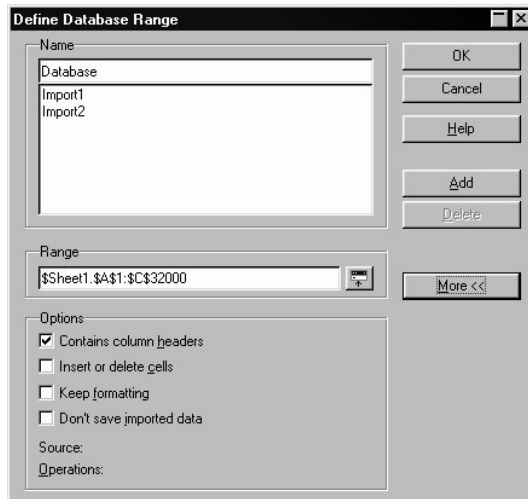 Define Database Range
Name
Database
Import1
Import2
OK
Cancel
Help
Add
Delete
Range
$Sheet1.$A$1:$C$32000
More <<
Options
Contains column headers
Insert or delete cells
Keep formatting
Don't save imported data
Source:
Operations: